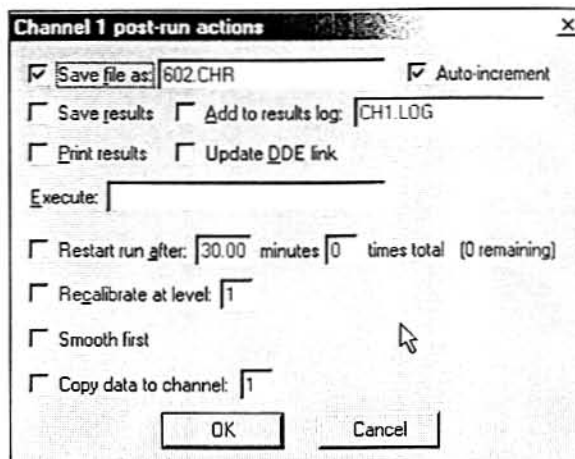 Channel 1 post-run actions
Save file as: 602.CHR Auto-increment
Save results Add to results log: CH1.LOG
Print results Update DDE link
Execute:
Restart run after: 30.00 minutes 0 times total (0 remaining)
Recalibrate at level: 1
Smooth first
Copy data to channel: 1
OK Cancel